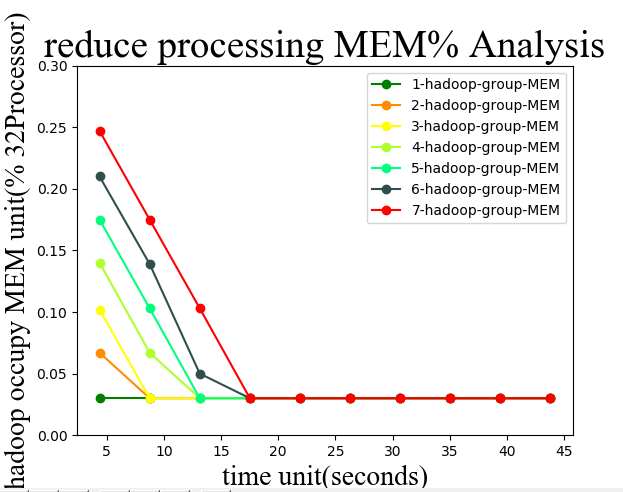 reduce processing MEM% Analysis
hadoop occupy MEM unit(% 32Processor)
0.30
0.25
0.20
0.15
0.10
0.05
0.00
1-hadoop-group-MEM
2-hadoop-group-MEM
3-hadoop-group-MEM
4-hadoop-group-MEM
5-hadoop-group-MEM
6-hadoop-group-MEM
7-hadoop-group-MEM
5 10 15 20 25 30 35 40 45
time unit(seconds)